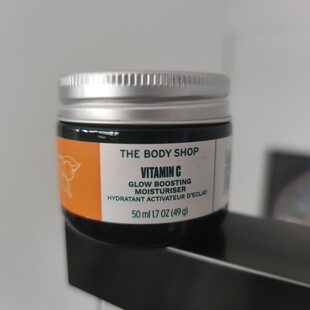 THE BODY SHOP
VITAMIN C
GLOW BOOSTING
MOISTURISER
HYDRATANT ACTIVATEUR D'ÉCLAT
50 ml 1.7 OZ (49 g)